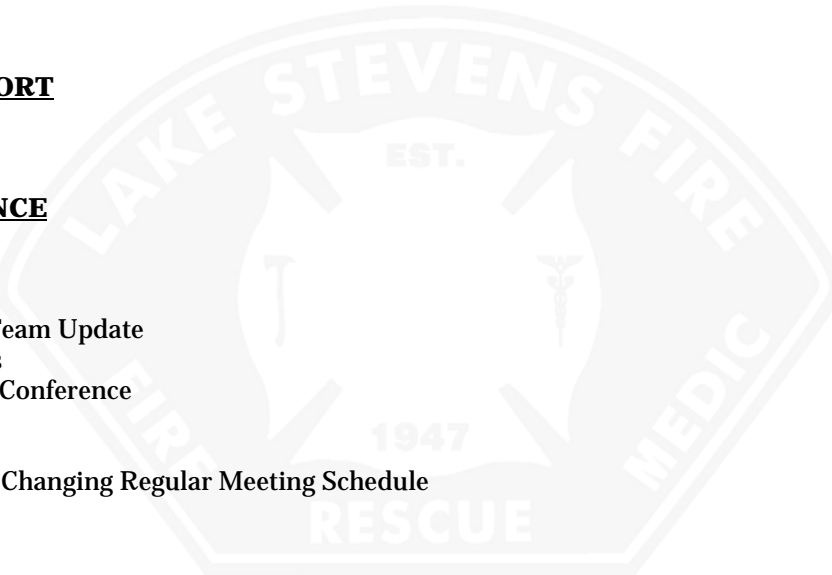 ORT
NCE
Team Update
s
Conference
Changing Regular Meeting Schedule
LAKE STEVENS FIRE
EST.
1947
FIRE
RESCUE
MEDIC